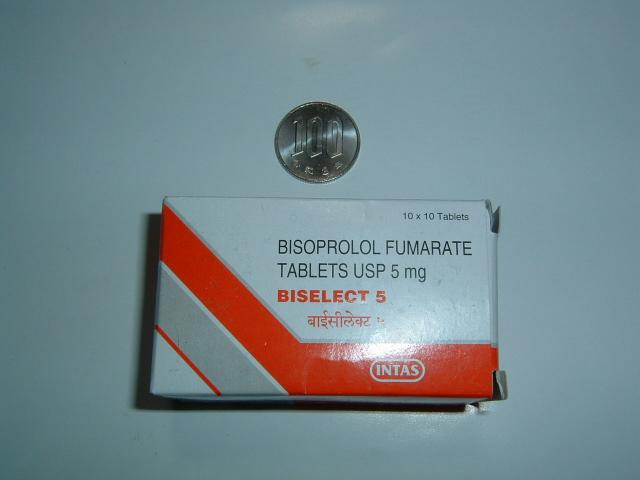 100
10 x 10 Tablets
BISOPROLOL FUMARATE
TABLETS USP 5 mg
BISELECT 5
बाईसीलेक्ट ५
INTAS